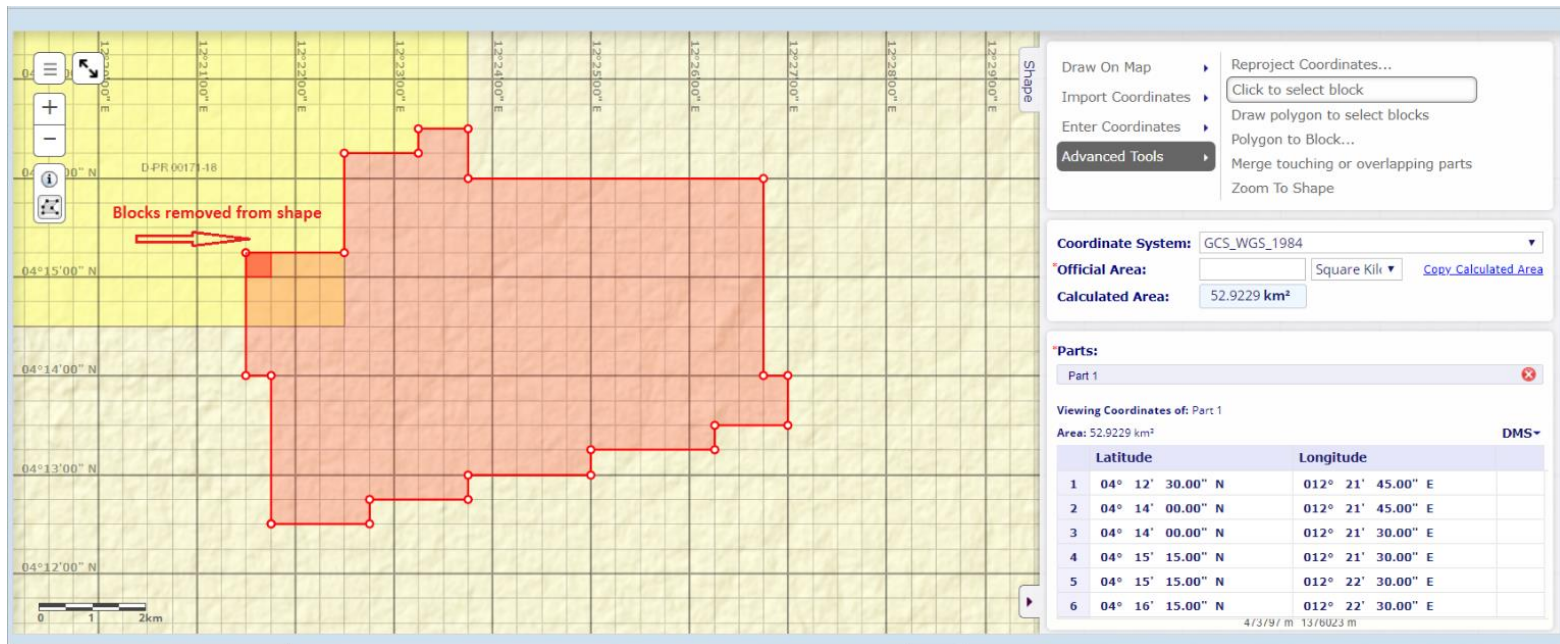 12°20'00" E
12°21'00" E
12°22'00" E
12°23'00" E
12°24'00" E
12°25'00" E
12°26'00" E
12°27'00" E
12°28'00" E
12°29'00" E
D-PR 00171-18
Blocks removed from shape
04°15'00" N
04°14'00" N
04°13'00" N
04°12'00" N
0 1 2km
Shape
Draw On Map
Import Coordinates
Enter Coordinates
Advanced Tools
Reproject Coordinates...
Click to select block
Draw polygon to select blocks
Polygon to Block...
Merge touching or overlapping parts
Zoom To Shape
Coordinate System: GCS_WGS_1984
*Official Area: Square Kil Copy Calculated Area
Calculated Area: 52.9229 km²
*Parts:
Part 1
Viewing Coordinates of: Part 1
Area: 52.9229 km² DMS
Latitude Longitude
1 04° 12' 30.00" N 012° 21' 45.00" E
2 04° 14' 00.00" N 012° 21' 45.00" E
3 04° 14' 00.00" N 012° 21' 30.00" E
4 04° 15' 15.00" N 012° 21' 30.00" E
5 04° 15' 15.00" N 012° 22' 30.00" E
6 04° 16' 15.00" N 012° 22' 30.00" E
473797 m 1376023 m